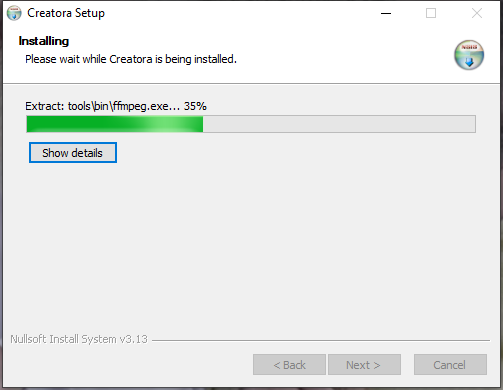 Creatora Setup
Installing
Please wait while Creatora is being installed.
Extract: tools\bin\ffmpeg.exe... 35%
Show details
Nullsoft Install System v3.13
< Back
Next >
Cancel